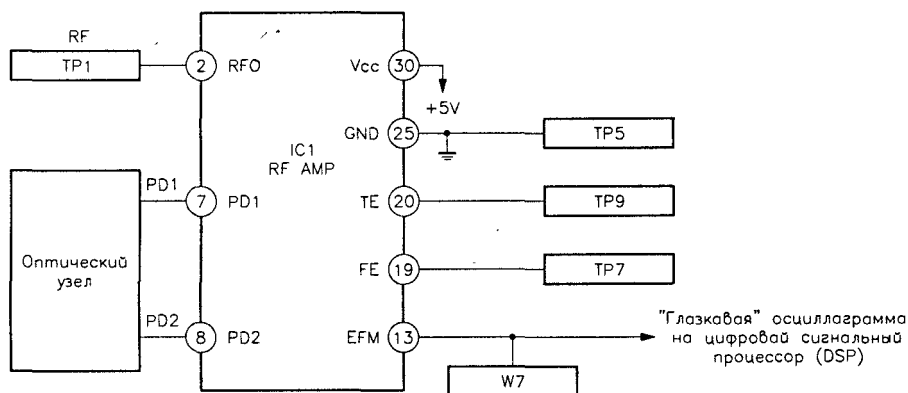 RF
TP1
2
RFO
Vcc
30
+5V
GND
25
TP5
IC1
RF AMP
Оптический
узел
PD1
7
PD1
TE
20
TP9
FE
19
TP7
PD2
8
PD2
EFM
13
"Глазковая" осциллограмма
на цифровой сигнальный
процессор (DSP)
W7